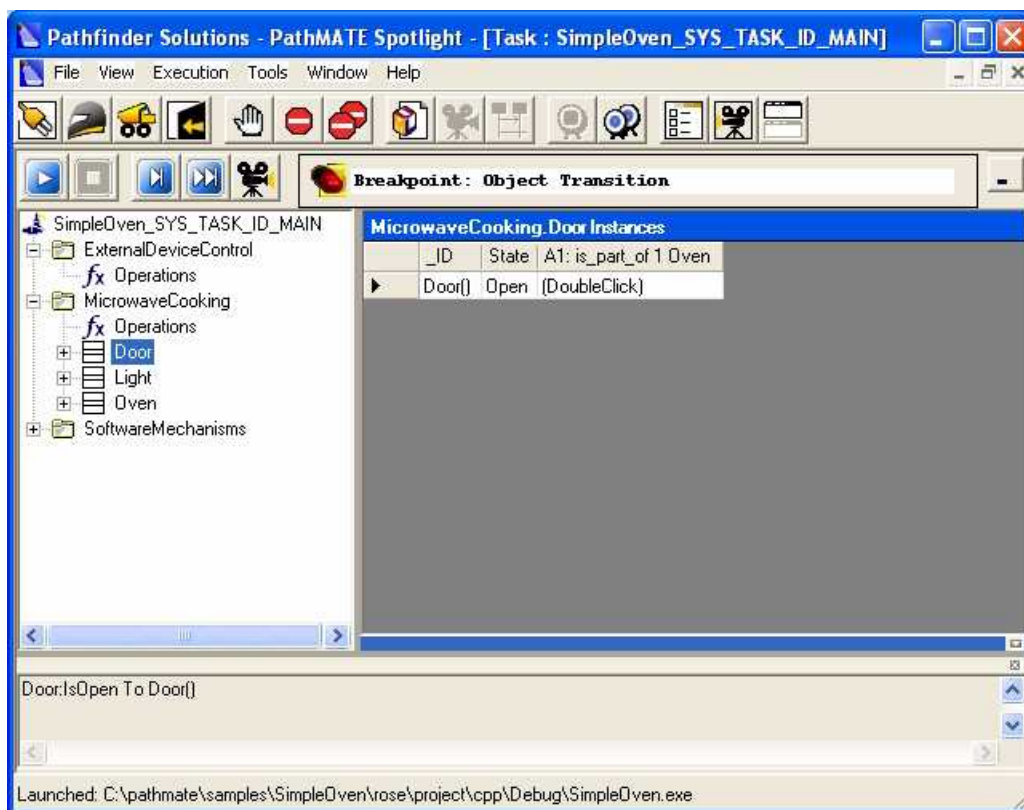 Pathfinder Solutions - PathMATE Spotlight - [Task : SimpleOven_SYS_TASK_ID_MAIN]
File View Execution Tools Window Help
Breakpoint: Object Transition
SimpleOven_SYS_TASK_ID_MAIN
ExternalDeviceControl
fx Operations
MicrowaveCooking
fx Operations
Door
Light
Oven
SoftwareMechanisms
MicrowaveCooking.Door Instances
_ID State A1: is_part_of 1 Oven
Door() Open (DoubleClick)
Door:IsOpen To Door()
Launched: C:\pathmate\samples\SimpleOven\rose\project\cpp\Debug\SimpleOven.exe